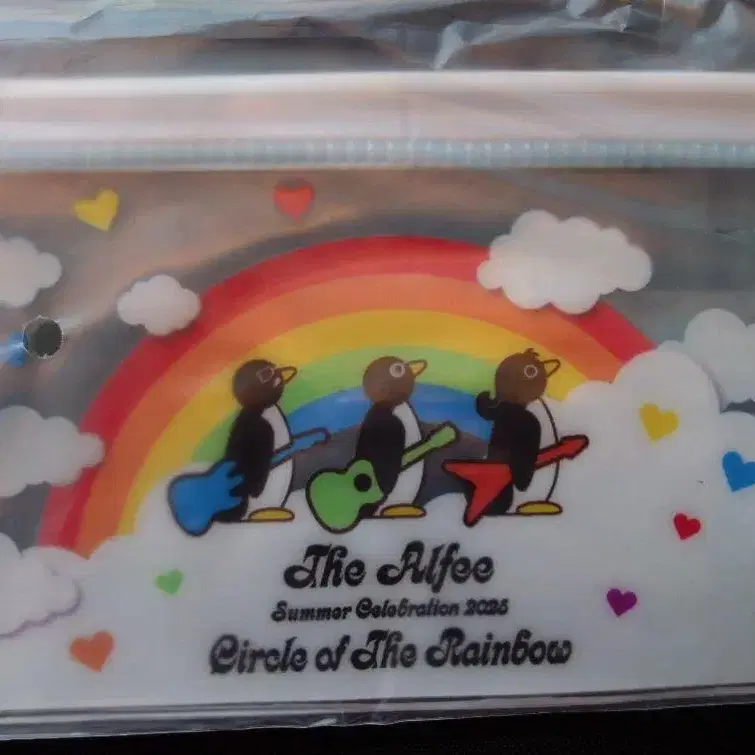 The Alfee
Summer Celebration 2025
Circle of The Rainbow